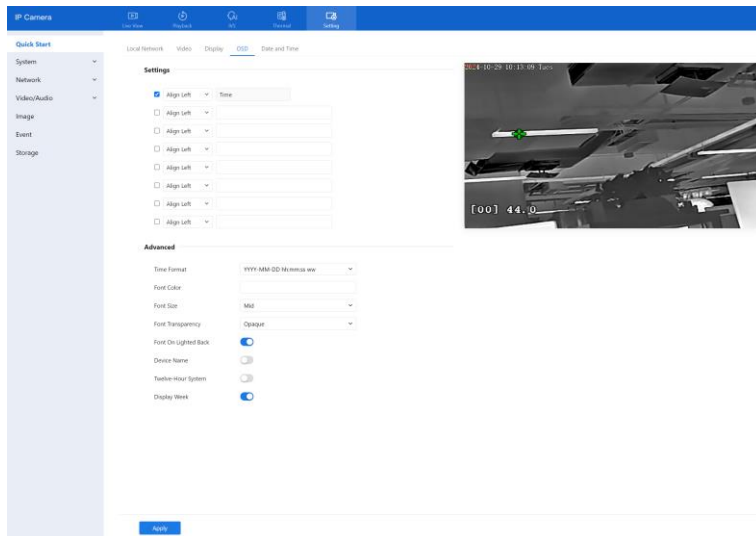 IP Camera
Live View Playback Thermal Setting
Quick Start
System
Network
Video/Audio
Image
Event
Storage
Local Network Video Display OSD Date and Time
Settings
Align Left Time
Align Left
Align Left
Align Left
Align Left
Align Left
Align Left
Align Left
2024-10-29 10:13:09 Tues
[00] 44.0
Advanced
Time Format YYYY-MM-DD hh:mm:ss ww
Font Color
Font Size Mid
Font Transparency Opaque
Font On Lighted Back
Device Name
Twelve-Hour System
Display Week
Apply